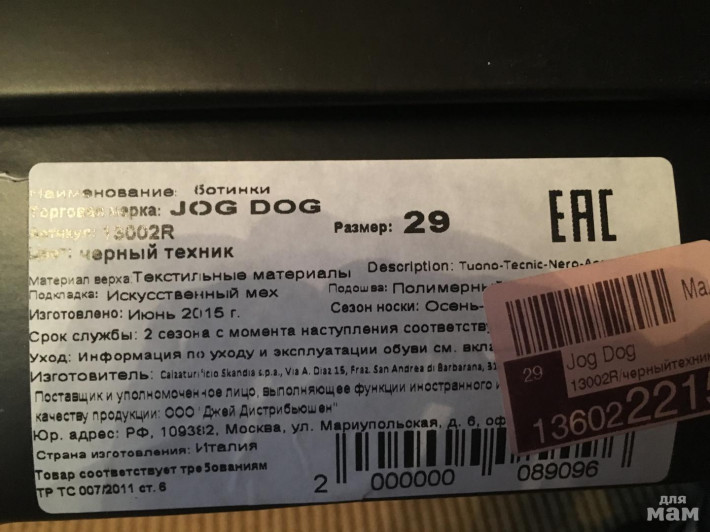 Наименование: ботинки
Торговая марка: JOG DOG
Артикул: 13002R
Цвет: черный техник
Размер: 29
EAC
Материал верха: Текстильные материалы Description: Tuono-Tecnic-Nero-
Подкладка: Искусственный мех Подошва: Полимерный
Изготовлено: Июнь 2015 г. Сезон носки: Осень-
Срок службы: 2 сезона с момента наступления
Уход: Информация по уходу и эксплуатации обуви см.
Изготовитель: Calzaturificio Skandia s.p.a., Via A. Diaz 15, Fraz. San Andrea di Barbarana,
Поставщик и уполномоченное лицо, выполняющее функции иностранного
качеству продукции: ООО "Джей Дистрибьюшен"
Юр. адрес: РФ, 109382, Москва, ул. Мариупольская, д. 6,
Страна изготовления: Италия
Товар соответствует требованиям
ТР ТС 007/2011 ст. 6
2 000000 089096
29
Jog Dog
13002R/черныйтехник
136022215
для
мам